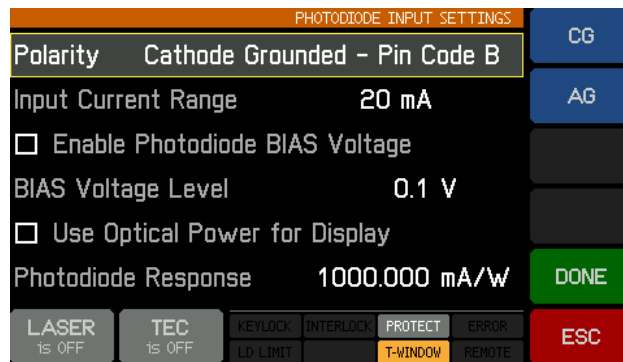 PHOTODIODE INPUT SETTINGS
Polarity Cathode Grounded – Pin Code B
Input Current Range 20 mA
Enable Photodiode BIAS Voltage
BIAS Voltage Level 0.1 V
Use Optical Power for Display
Photodiode Response 1000.000 mA/W
CG
AG
DONE
ESC
LASER
is OFF
TEC
is OFF
KEYLOCK INTERLOCK PROTECT ERROR
LD LIMIT T-WINDOW REMOTE